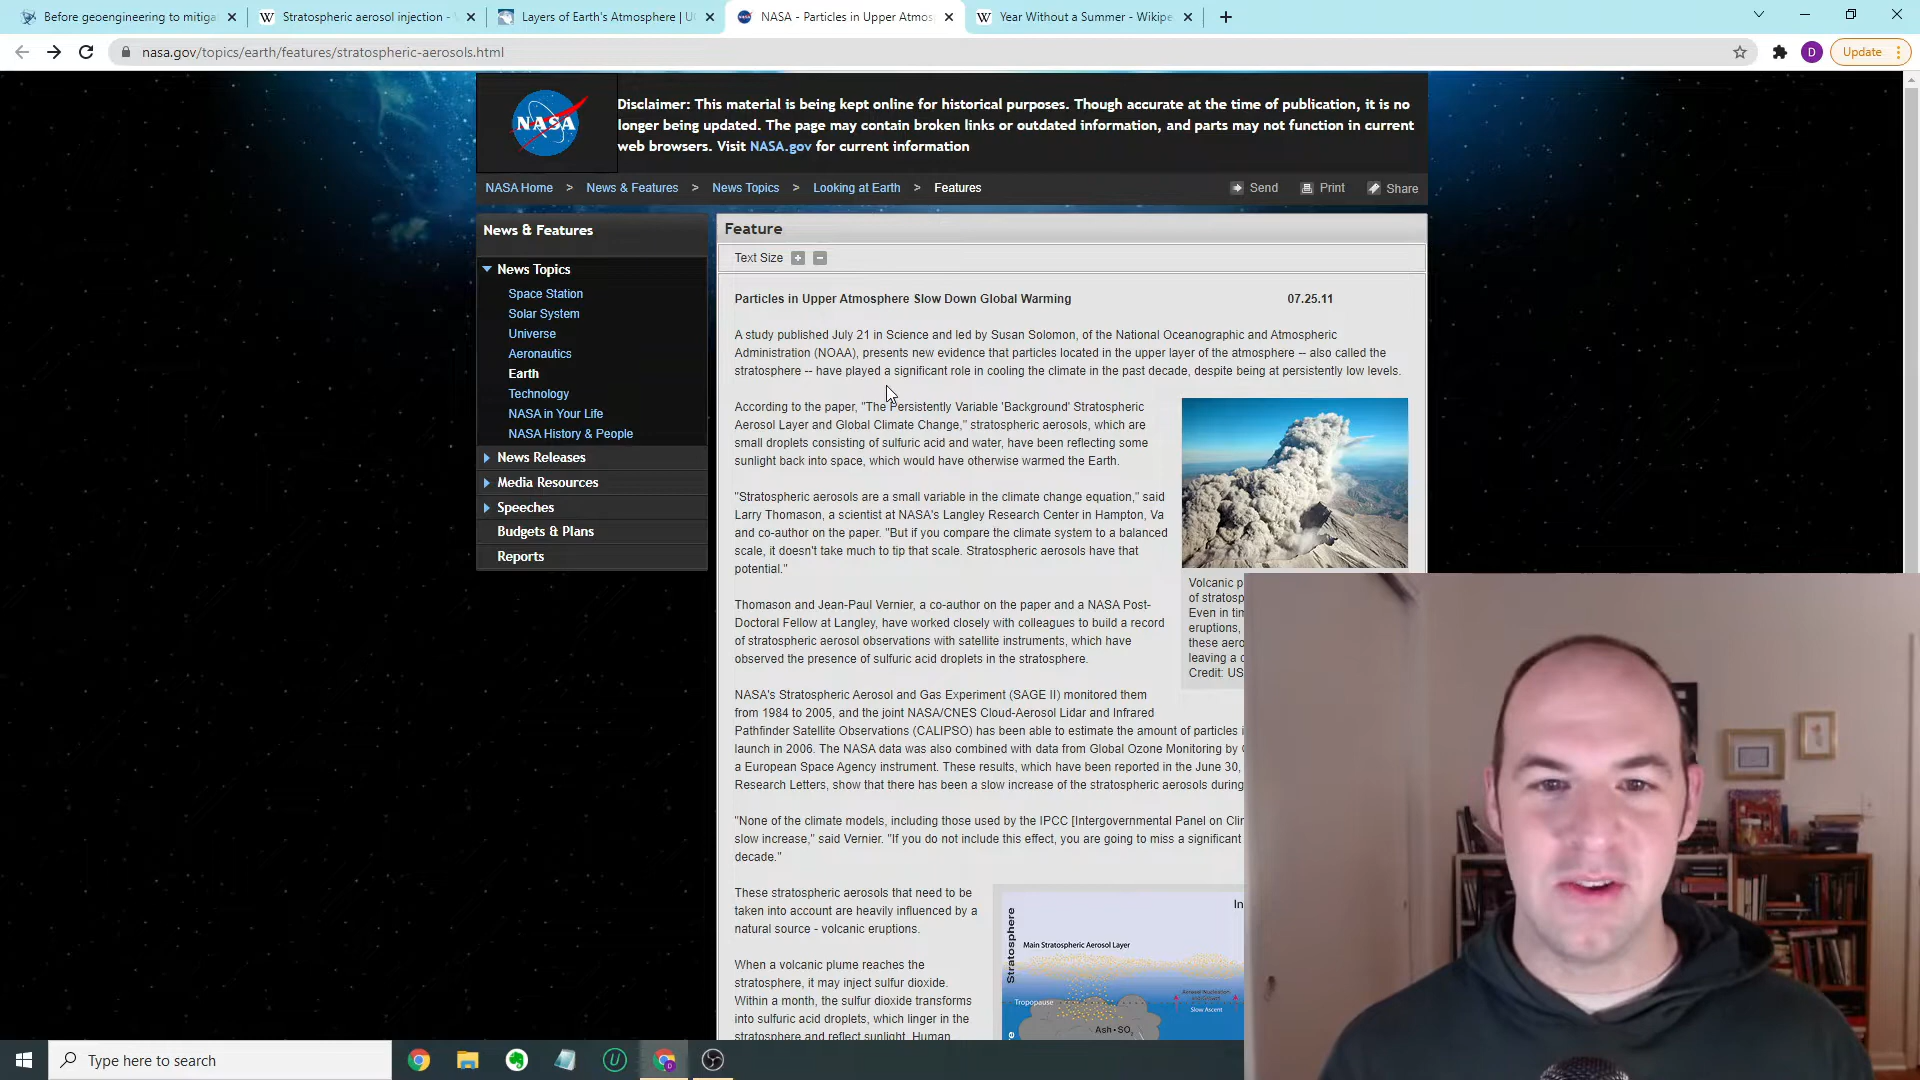 Before geoengineering to mitiga
Stratospheric aerosol injection -
Layers of Earth's Atmosphere | U
NASA - Particles in Upper Atmos
Year Without a Summer - Wikipe
nasa.gov/topics/earth/features/stratospheric-aerosols.html
D
Update
NASA
Disclaimer: This material is being kept online for historical purposes. Though accurate at the time of publication, it is no
longer being updated. The page may contain broken links or outdated information, and parts may not function in current
web browsers. Visit NASA.gov for current information
NASA Home > News & Features > News Topics > Looking at Earth > Features
Send Print Share
News & Features
News Topics
Space Station
Solar System
Universe
Aeronautics
Earth
Technology
NASA in Your Life
NASA History & People
News Releases
Media Resources
Speeches
Budgets & Plans
Reports
Feature
Text Size
Particles in Upper Atmosphere Slow Down Global Warming 07.25.11
A study published July 21 in Science and led by Susan Solomon, of the National Oceanographic and Atmospheric
Administration (NOAA), presents new evidence that particles located in the upper layer of the atmosphere -- also called the
stratosphere -- have played a significant role in cooling the climate in the past decade, despite being at persistently low levels.
According to the paper, "The Persistently Variable 'Background' Stratospheric
Aerosol Layer and Global Climate Change," stratospheric aerosols, which are
small droplets consisting of sulfuric acid and water, have been reflecting some
sunlight back into space, which would have otherwise warmed the Earth.
"Stratospheric aerosols are a small variable in the climate change equation," said
Larry Thomason, a scientist at NASA's Langley Research Center in Hampton, Va
and co-author on the paper. "But if you compare the climate system to a balanced
scale, it doesn't take much to tip that scale. Stratospheric aerosols have that
potential."
Volcanic p
of stratosp
Even in tim
eruptions,
these aero
leaving a c
Credit: US
Thomason and Jean-Paul Vernier, a co-author on the paper and a NASA Post-
Doctoral Fellow at Langley, have worked closely with colleagues to build a record
of stratospheric aerosol observations with satellite instruments, which have
observed the presence of sulfuric acid droplets in the stratosphere.
NASA's Stratospheric Aerosol and Gas Experiment (SAGE II) monitored them
from 1984 to 2005, and the joint NASA/CNES Cloud-Aerosol Lidar and Infrared
Pathfinder Satellite Observations (CALIPSO) has been able to estimate the amount of particles i
launch in 2006. The NASA data was also combined with data from Global Ozone Monitoring by
a European Space Agency instrument. These results, which have been reported in the June 30,
Research Letters, show that there has been a slow increase of the stratospheric aerosols during
"None of the climate models, including those used by the IPCC [Intergovernmental Panel on Clim
slow increase," said Vernier. "If you do not include this effect, you are going to miss a significant
decade."
These stratospheric aerosols that need to be
taken into account are heavily influenced by a
natural source - volcanic eruptions.
When a volcanic plume reaches the
stratosphere, it may inject sulfur dioxide.
Within a month, the sulfur dioxide transforms
into sulfuric acid droplets, which linger in the
stratosphere and reflect sunlight. Human
In
Stratosphere
Main Stratospheric Aerosol Layer
Tropopause
Slow Ascent
Ash • SO2
Type here to search